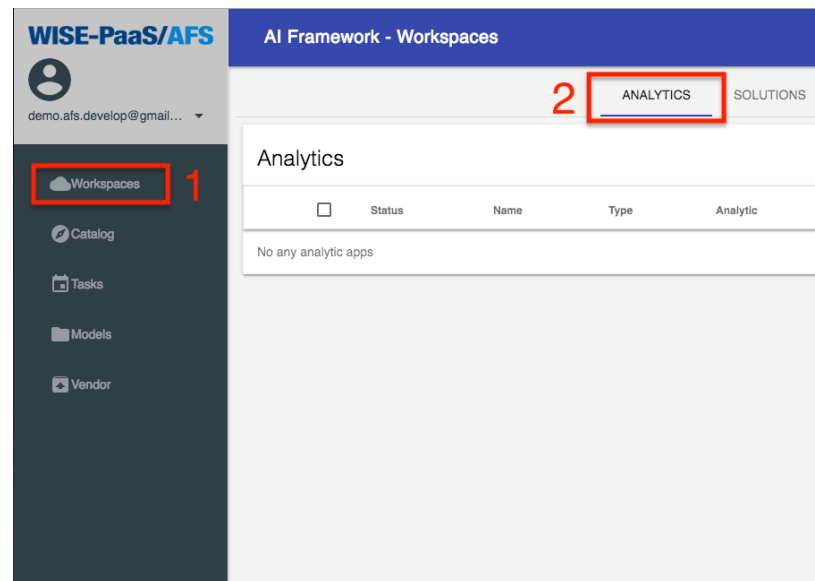 WISE-PaaS/AFS
demo.afs.develop@gmail...
1
Workspaces
Catalog
Tasks
Models
Vendor
AI Framework - Workspaces
2
ANALYTICS SOLUTIONS
Analytics
Status Name Type Analytic
No any analytic apps